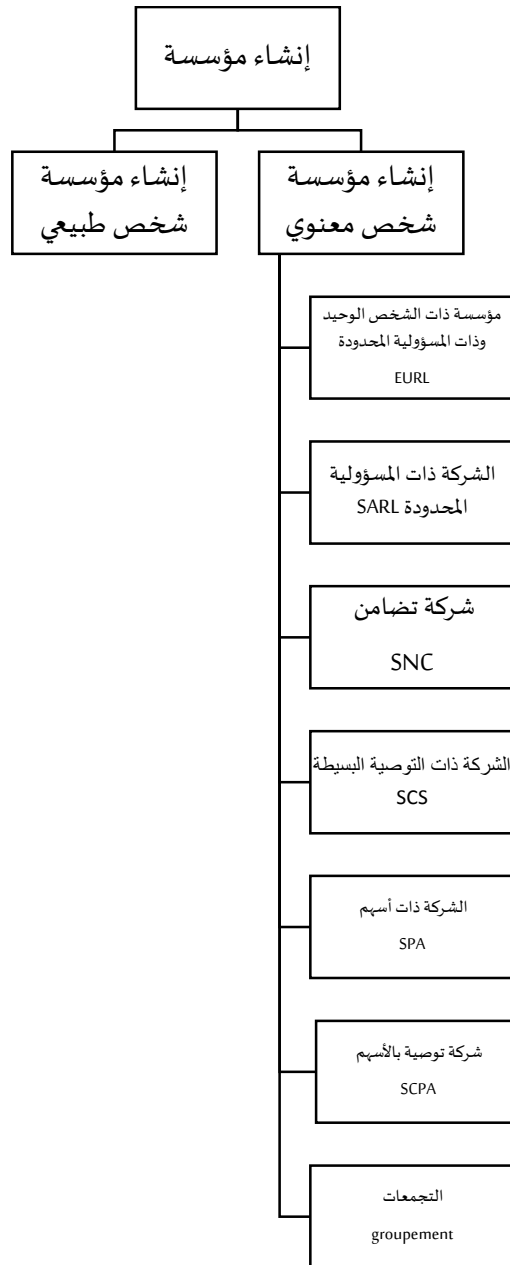 إنشاء مؤسسة
إنشاء مؤسسة
شخص معنوي
إنشاء مؤسسة
شخص طبيعي
مؤسسة ذات الشخص الوحيد
وذات المسؤولية المحدودة
EURL
الشركة ذات المسؤولية
المحدودة SARL
شركة تضامن
SNC
الشركة ذات التوصية البسيطة
SCS
الشركة ذات أسهم
SPA
شركة توصية بالأسهم
SCPA
التجمعات
groupement